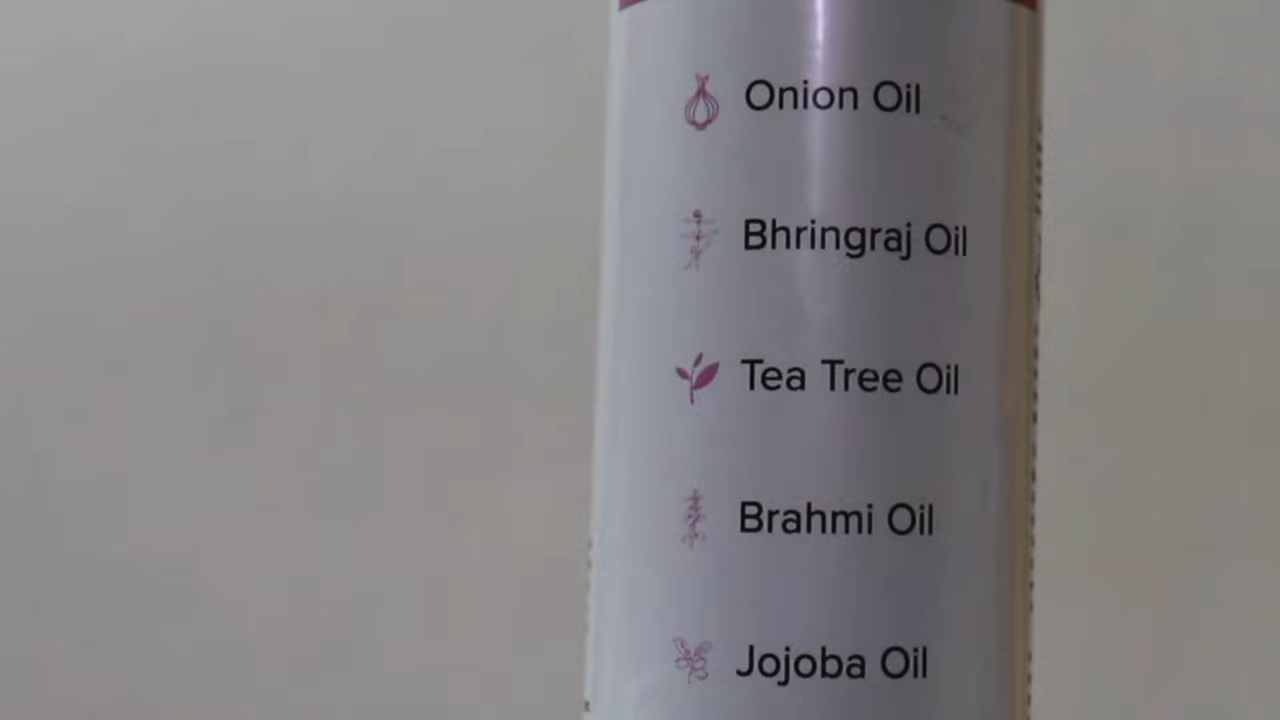 Onion Oil
Bhringraj Oil
Tea Tree Oil
Brahmi Oil
Jojoba Oil